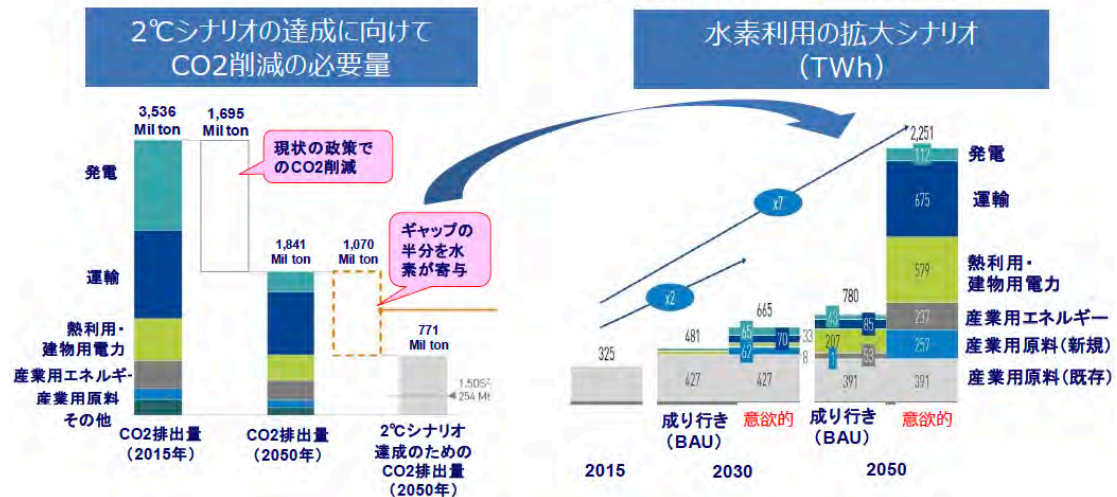 2℃シナリオの達成に向けて
CO2削減の必要量
3,536
Mil ton
1,695
Mil ton
現状の政策で
のCO2削減
発電
運輸
熱利用・
建物用電力
産業用エネルギー
産業用原料
その他
1,841
Mil ton
1,070
Mil ton
ギャップの
半分を水
素が寄与
771
Mil ton
1.5DS
254 Mt
CO2排出量
（2015年）
CO2排出量
（2050年）
2℃シナリオ
達成のための
CO2排出量
（2050年）
水素利用の拡大シナリオ
（TWh）
2,251
112
発電
675
運輸
x7
579
熱利用・
建物用電力
x2
237
産業用エネルギー
257
産業用原料（新規）
391
産業用原料（既存）
325
481
427
665
65
70
33
62
8
427
780
40
85
207
53
1
391
成り行き
（BAU）
意欲的
成り行き
（BAU）
意欲的
2015
2030
2050